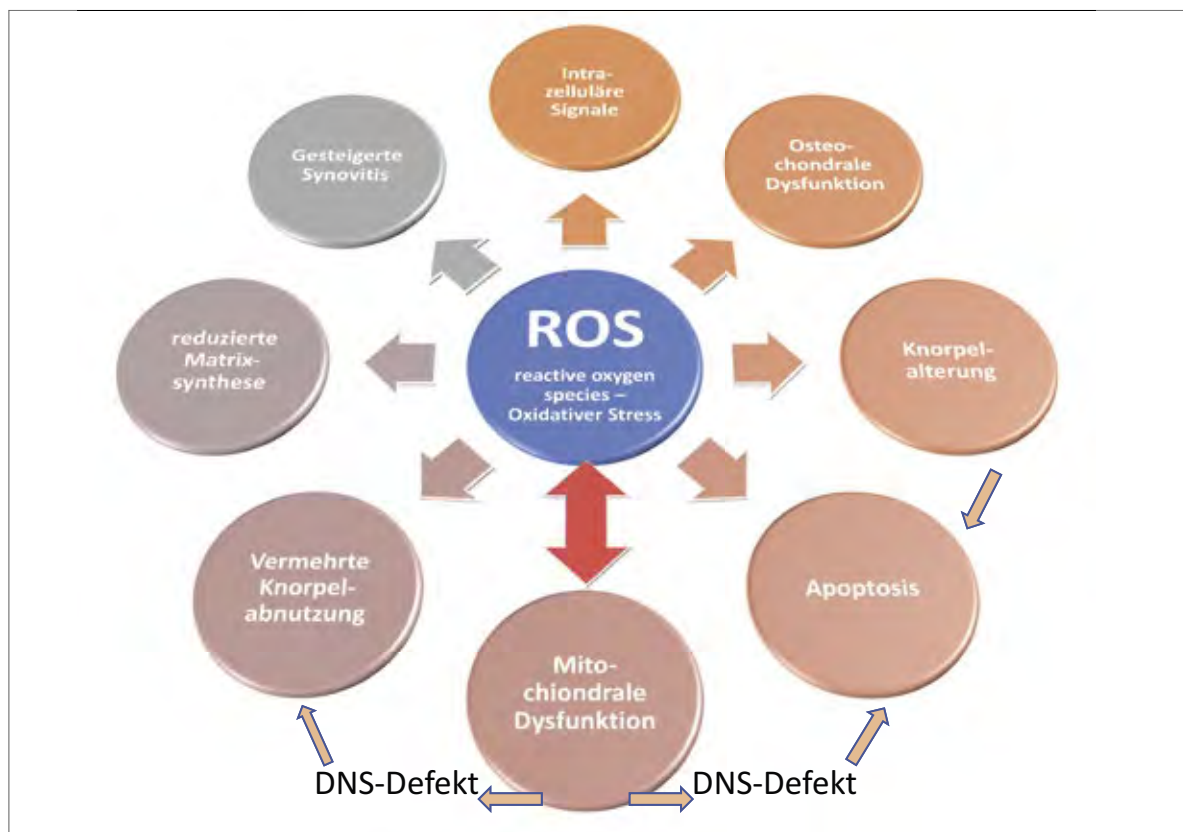 Intra-
zelluläre
Signale
Osteo-
chondrale
Dysfunktion
Gesteigerte
Synovitis
ROS
reactive oxygen
species –
Oxidativer Stress
reduzierte
Matrix-
synthese
Knorpel-
alterung
Vermehrte
Knorpel-
abnutzung
Apoptosis
Mito-
chiondrale
Dysfunktion
DNS-Defekt
DNS-Defekt